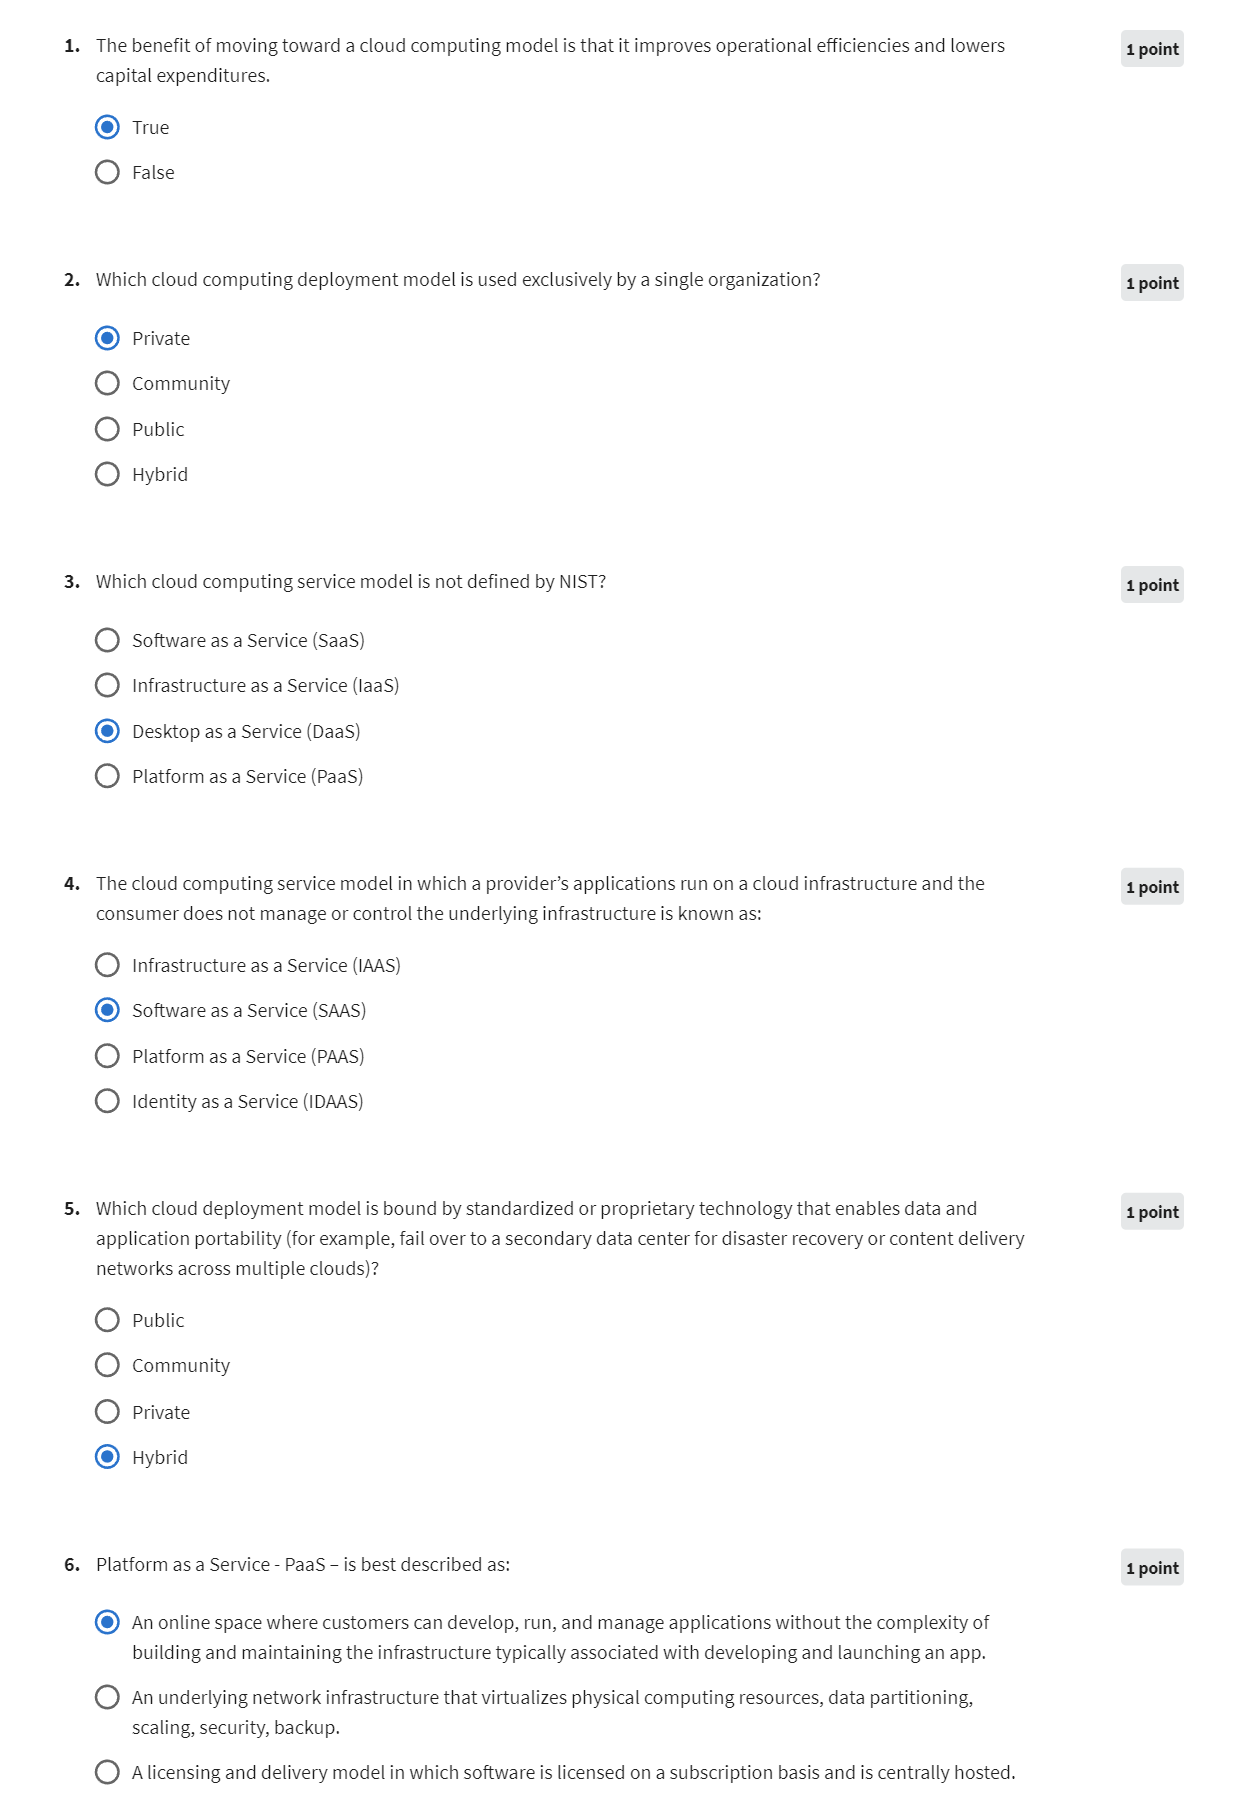 1. The benefit of moving toward a cloud computing model is that it improves operational efficiencies and lowers
capital expenditures.
1 point
True
False
2. Which cloud computing deployment model is used exclusively by a single organization?
1 point
Private
Community
Public
Hybrid
3. Which cloud computing service model is not defined by NIST?
1 point
Software as a Service (SaaS)
Infrastructure as a Service (IaaS)
Desktop as a Service (DaaS)
Platform as a Service (PaaS)
4. The cloud computing service model in which a provider’s applications run on a cloud infrastructure and the
consumer does not manage or control the underlying infrastructure is known as:
1 point
Infrastructure as a Service (IAAS)
Software as a Service (SAAS)
Platform as a Service (PAAS)
Identity as a Service (IDAAS)
5. Which cloud deployment model is bound by standardized or proprietary technology that enables data and
application portability (for example, fail over to a secondary data center for disaster recovery or content delivery
networks across multiple clouds)?
1 point
Public
Community
Private
Hybrid
6. Platform as a Service - PaaS – is best described as:
1 point
An online space where customers can develop, run, and manage applications without the complexity of
building and maintaining the infrastructure typically associated with developing and launching an app.
An underlying network infrastructure that virtualizes physical computing resources, data partitioning,
scaling, security, backup.
A licensing and delivery model in which software is licensed on a subscription basis and is centrally hosted.